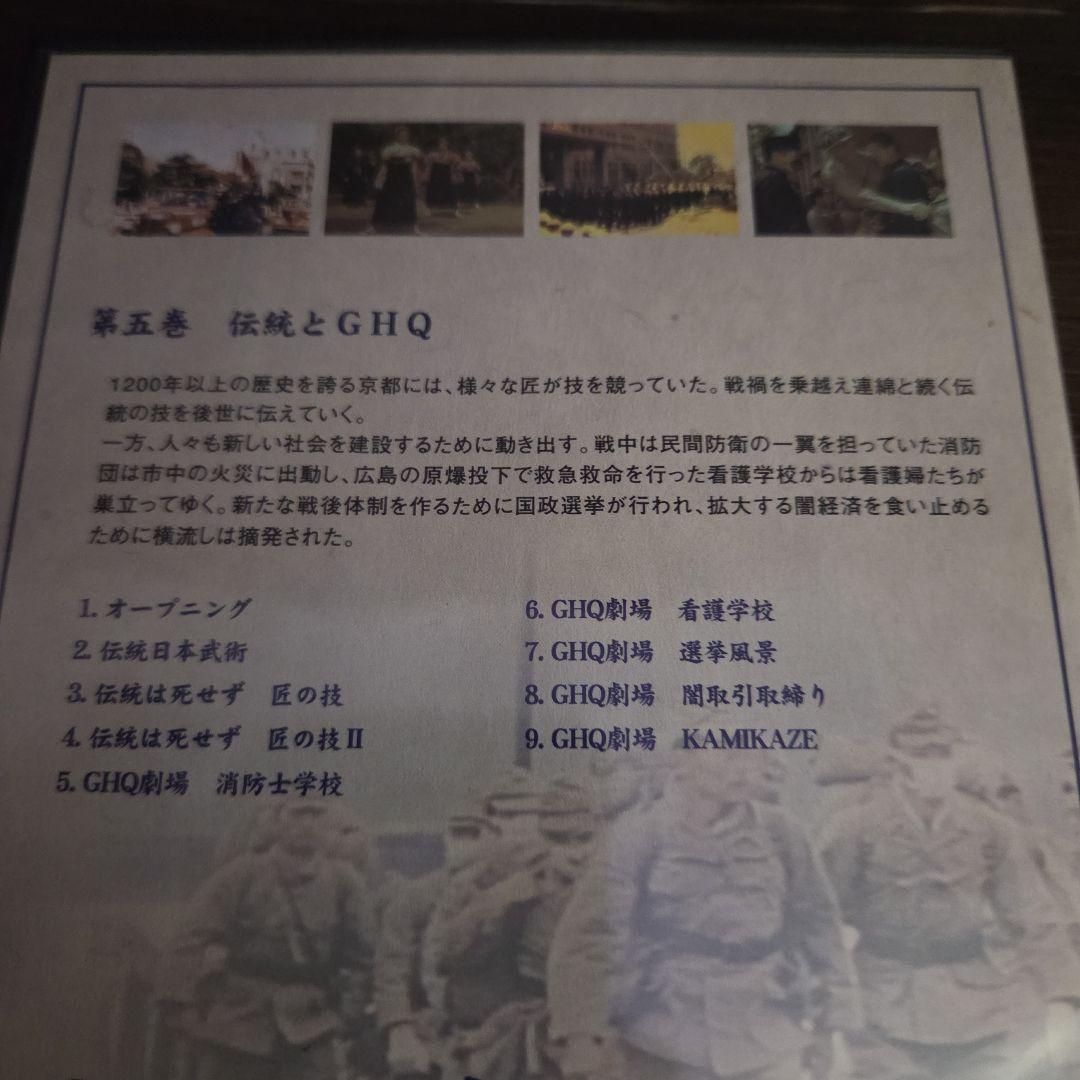 第五巻　伝統とGHQ
1200年以上の歴史を誇る京都には、様々な匠が技を競っていた。戦禍を乗越え連綿と続く伝
統の技を後世に伝えていく。
一方、人々も新しい社会を建設するために動き出す。戦中は民間防衛の一翼を担っていた消防
団は市中の火災に出動し、広島の原爆投下で救急救命を行った看護学校からは看護婦たちが
巣立ってゆく。新たな戦後体制を作るために国政選挙が行われ、拡大する闇経済を食い止める
ために横流しは摘発された。
1. オープニング
2. 伝統日本武術
3. 伝統は死せず　匠の技
4. 伝統は死せず　匠の技Ⅱ
5. GHQ劇場　消防士学校
6. GHQ劇場　看護学校
7. GHQ劇場　選挙風景
8. GHQ劇場　闇取引取締り
9. GHQ劇場　KAMIKAZE